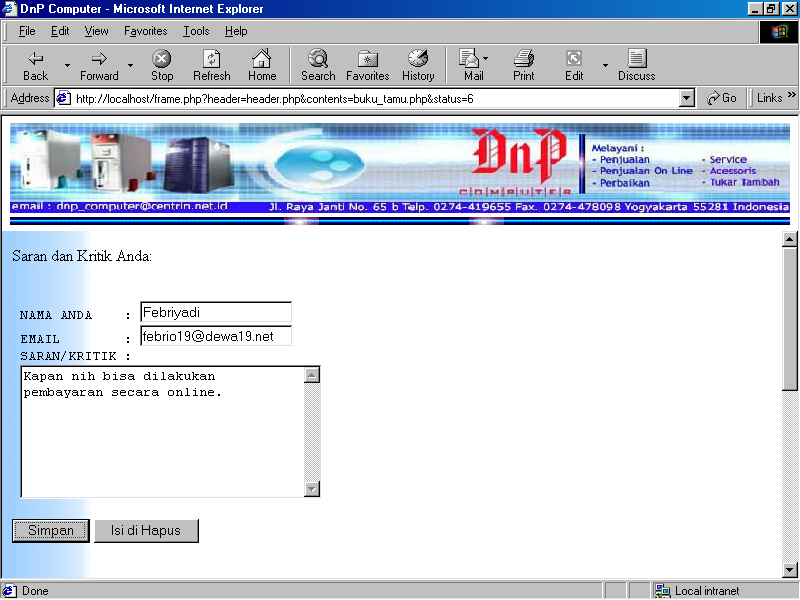 DnP Computer - Microsoft Internet Explorer
File Edit View Favorites Tools Help
Back Forward Stop Refresh Home Search Favorites History Mail Print Edit Discuss
Address http://localhost/frame.php?header=header.php&contents=buku_tamu.php&status=6 Go Links »
DnP
COMPUTER
Melayani :
- Penjualan - Service
- Penjualan On Line - Acessoris
- Perbaikan - Tukar Tambah
email : dnp_computer@centrin.net.id Jl. Raya Janti No. 65 b Telp. 0274-419655 Fax. 0274-478098 Yogyakarta 55281 Indonesia
Saran dan Kritik Anda:
NAMA ANDA : Febriyadi
EMAIL : febrio19@dewa19.net
SARAN/KRITIK :
Kapan nih bisa dilakukan
pembayaran secara online.
Simpan Isi di Hapus
Done Local intranet